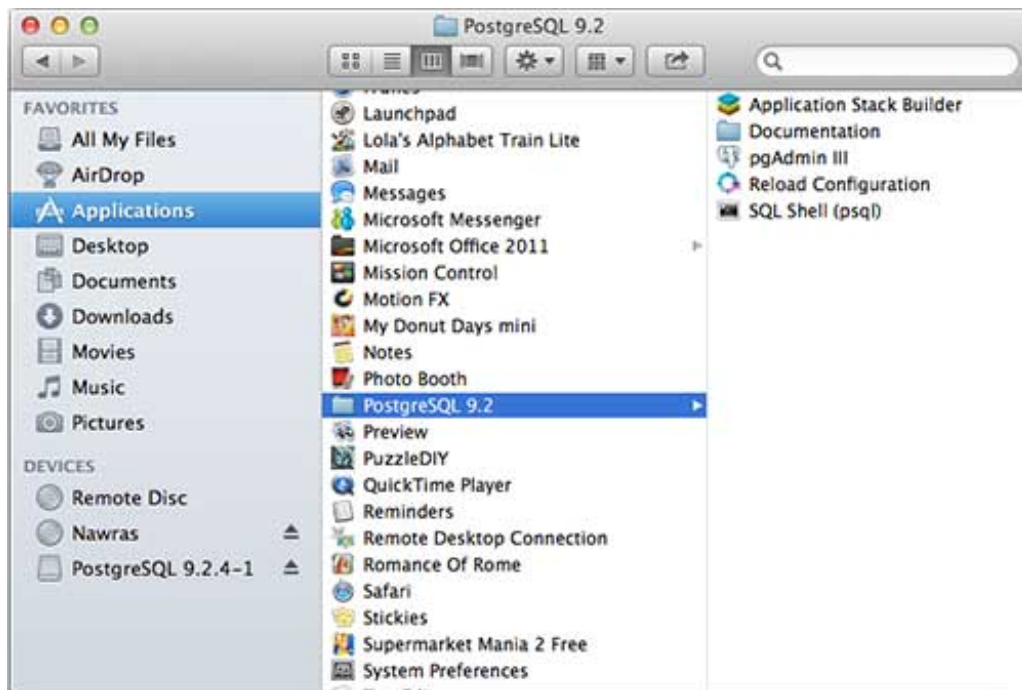 PostgreSQL 9.2
FAVORITES
All My Files
AirDrop
Applications
Desktop
Documents
Downloads
Movies
Music
Pictures
DEVICES
Remote Disc
Nawras
PostgreSQL 9.2.4-1
Launchpad
Lola's Alphabet Train Lite
Mail
Messages
Microsoft Messenger
Microsoft Office 2011
Mission Control
Motion FX
My Donut Days mini
Notes
Photo Booth
PostgreSQL 9.2
Preview
PuzzleDIY
QuickTime Player
Reminders
Remote Desktop Connection
Romance Of Rome
Safari
Stickies
Supermarket Mania 2 Free
System Preferences
Application Stack Builder
Documentation
pgAdmin III
Reload Configuration
SQL Shell (psql)